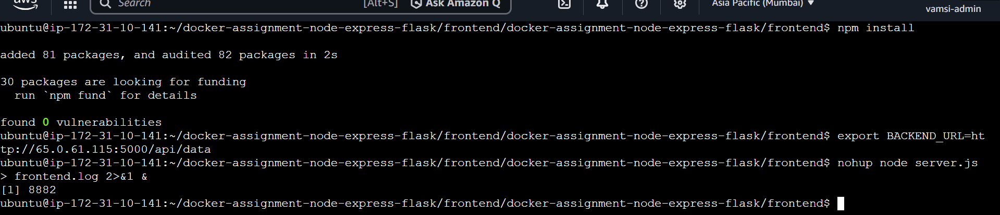 aws
Search
[Alt+S]
Ask Amazon Q
Asia Pacific (Mumbai) ▼
vamsi-admin
ubuntu@ip-172-31-10-141:~/docker-assignment-node-express-flask/frontend/docker-assignment-node-express-flask/frontend$ npm install
added 81 packages, and audited 82 packages in 2s
30 packages are looking for funding
  run `npm fund` for details
found 0 vulnerabilities
ubuntu@ip-172-31-10-141:~/docker-assignment-node-express-flask/frontend/docker-assignment-node-express-flask/frontend$ export BACKEND_URL=ht
tp://65.0.61.115:5000/api/data
ubuntu@ip-172-31-10-141:~/docker-assignment-node-express-flask/frontend/docker-assignment-node-express-flask/frontend$ nohup node server.js
> frontend.log 2>&1 &
[1] 8882
ubuntu@ip-172-31-10-141:~/docker-assignment-node-express-flask/frontend/docker-assignment-node-express-flask/frontend$